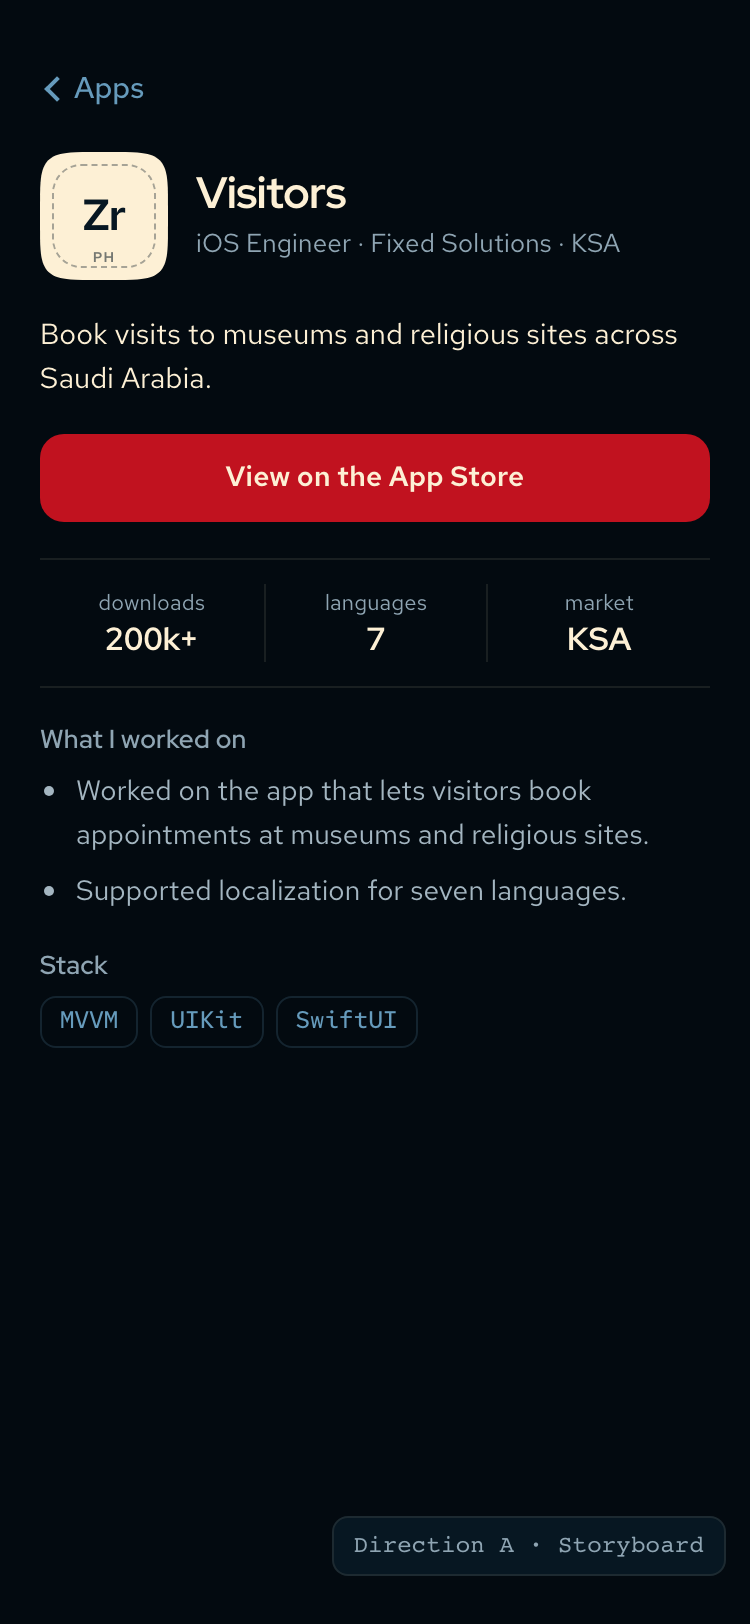 Apps
Zr
PH
Visitors
iOS Engineer · Fixed Solutions · KSA
Book visits to museums and religious sites across
Saudi Arabia.
View on the App Store
downloads
200k+
languages
7
market
KSA
What I worked on
• Worked on the app that lets visitors book
appointments at museums and religious sites.
• Supported localization for seven languages.
Stack
MVVM
UIKit
SwiftUI
Direction A · Storyboard